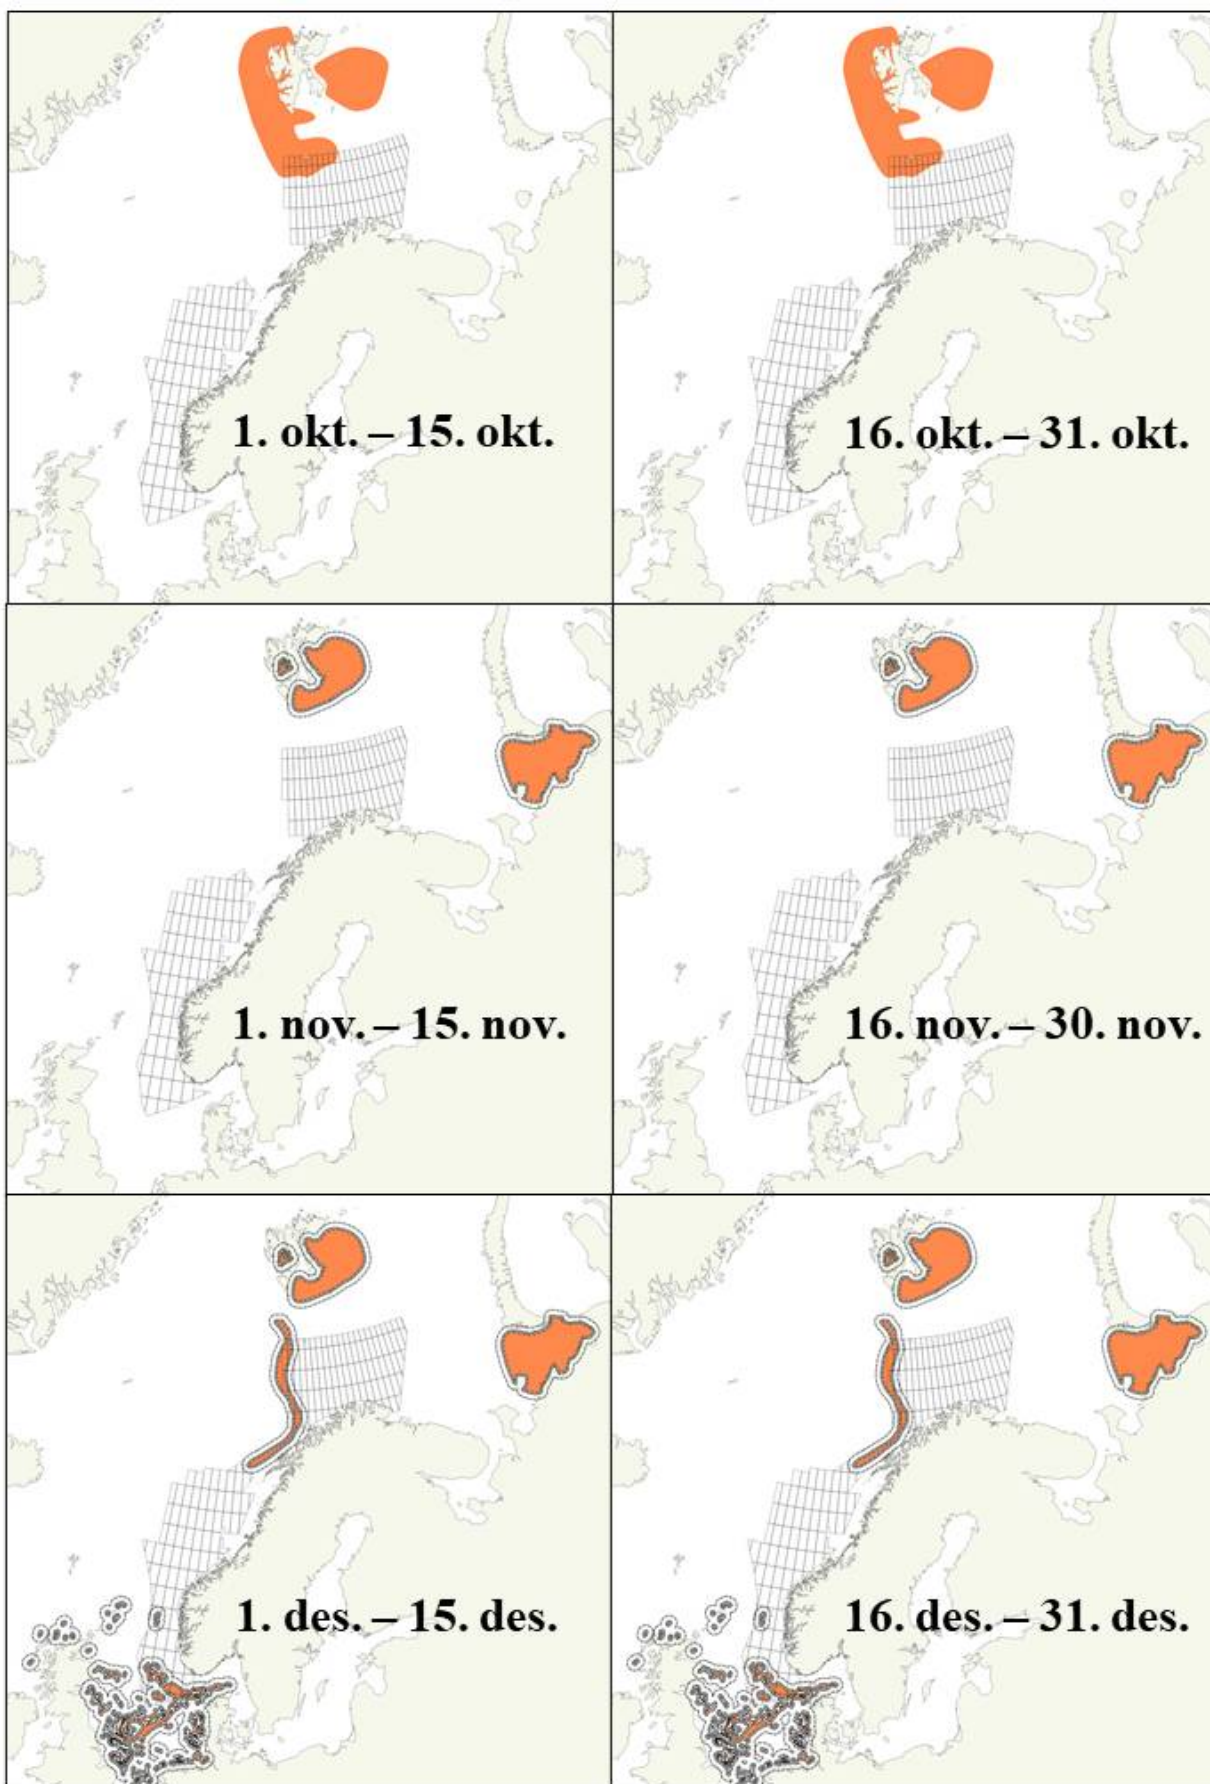 1. okt. – 15. okt.
16. okt. – 31. okt.
1. nov. – 15. nov.
16. nov. – 30. nov.
1. des. – 15. des.
16. des. – 31. des.